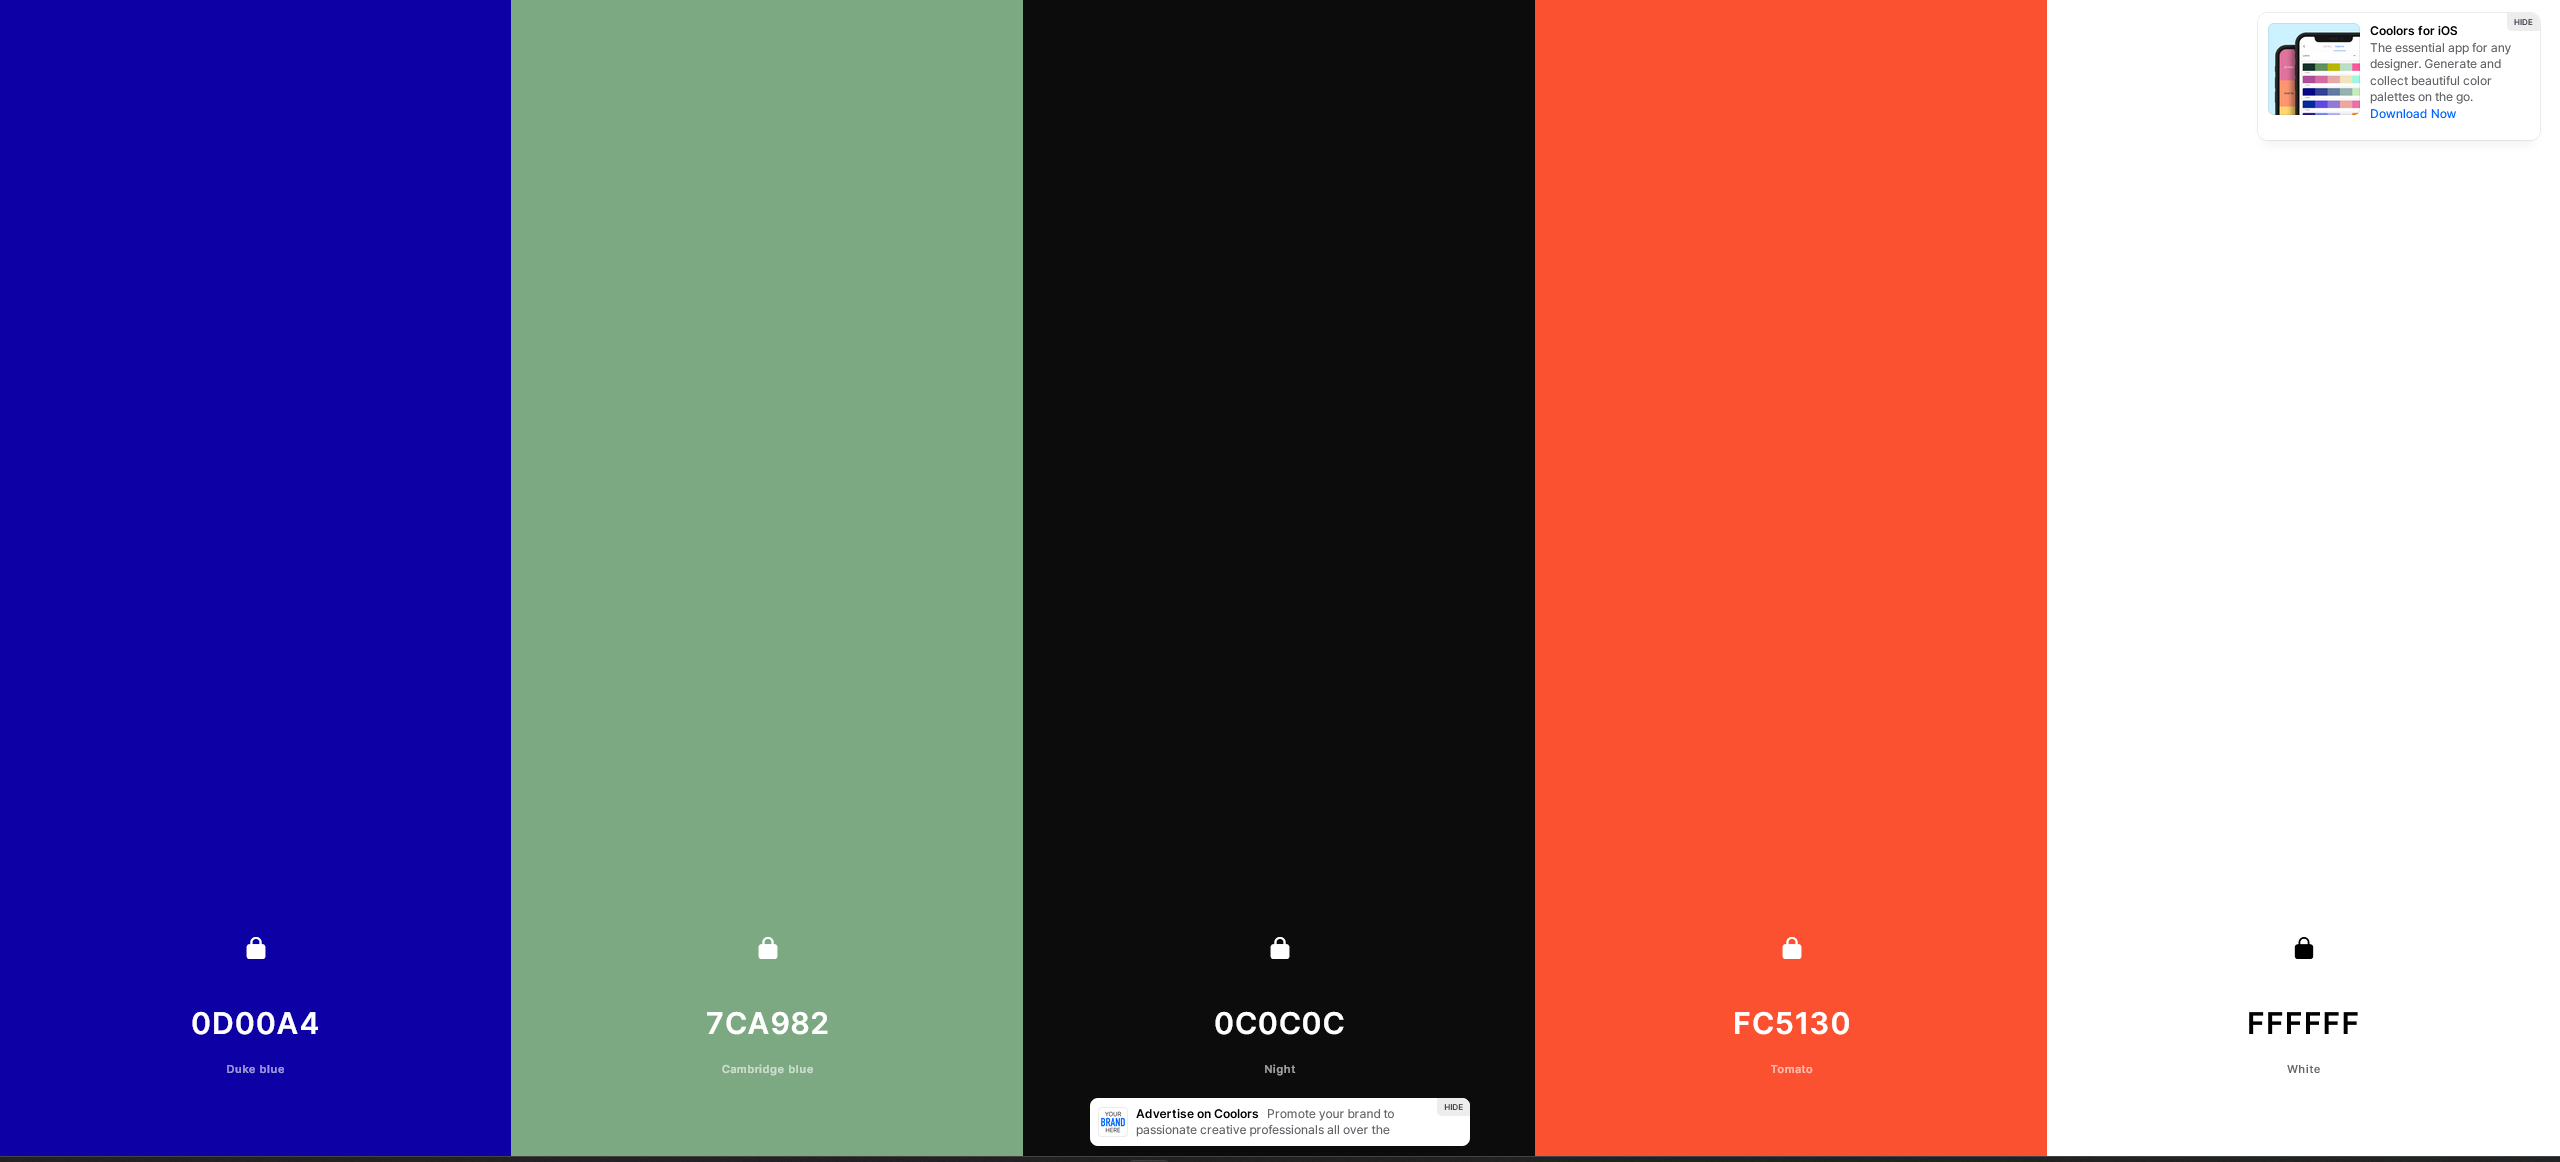 HIDE
Coolors for iOS
The essential app for any
designer. Generate and
collect beautiful color
palettes on the go.
Download Now
0D00A4
Duke blue
7CA982
Cambridge blue
0C0C0C
Night
FC5130
Tomato
FFFFFF
White
HIDE
YOUR
BRAND
HERE
Advertise on Coolors Promote your brand to
passionate creative professionals all over the